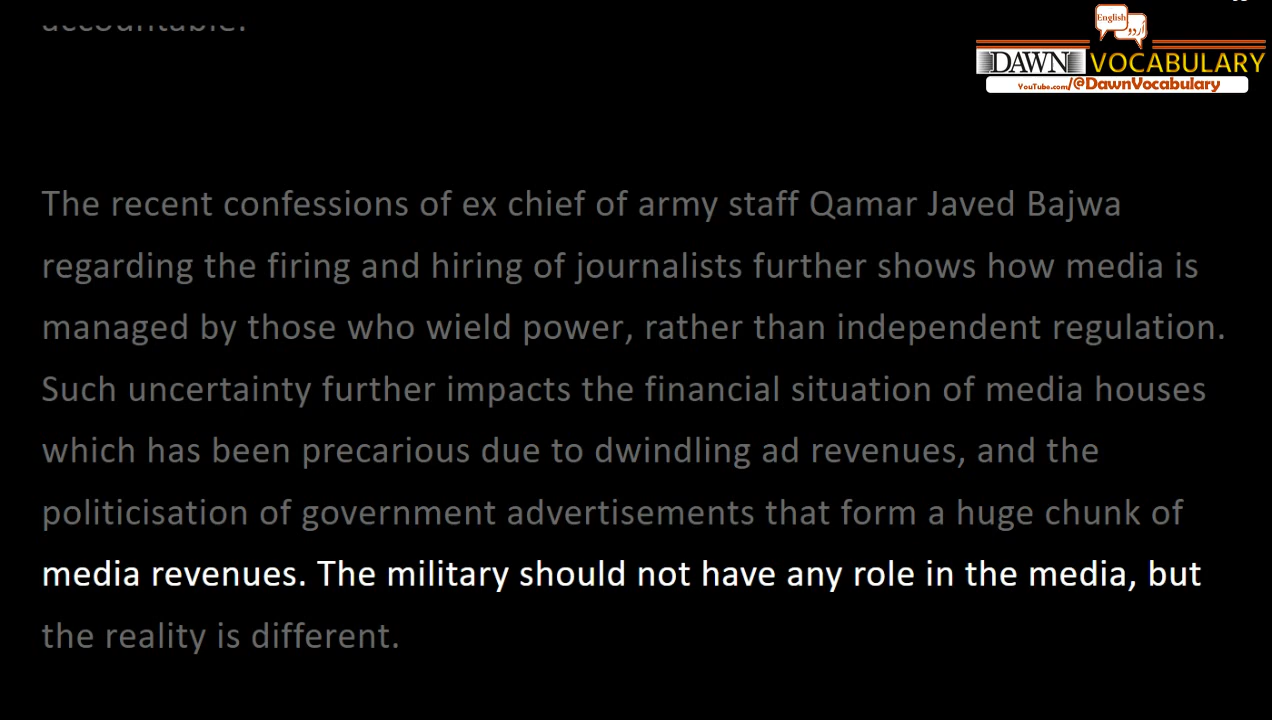 accountable.
English
اُردو
DAWN VOCABULARY
YouTube.com/@DawnVocabulary
The recent confessions of ex chief of army staff Qamar Javed Bajwa
regarding the firing and hiring of journalists further shows how media is
managed by those who wield power, rather than independent regulation.
Such uncertainty further impacts the financial situation of media houses
which has been precarious due to dwindling ad revenues, and the
politicisation of government advertisements that form a huge chunk of
media revenues. The military should not have any role in the media, but
the reality is different.